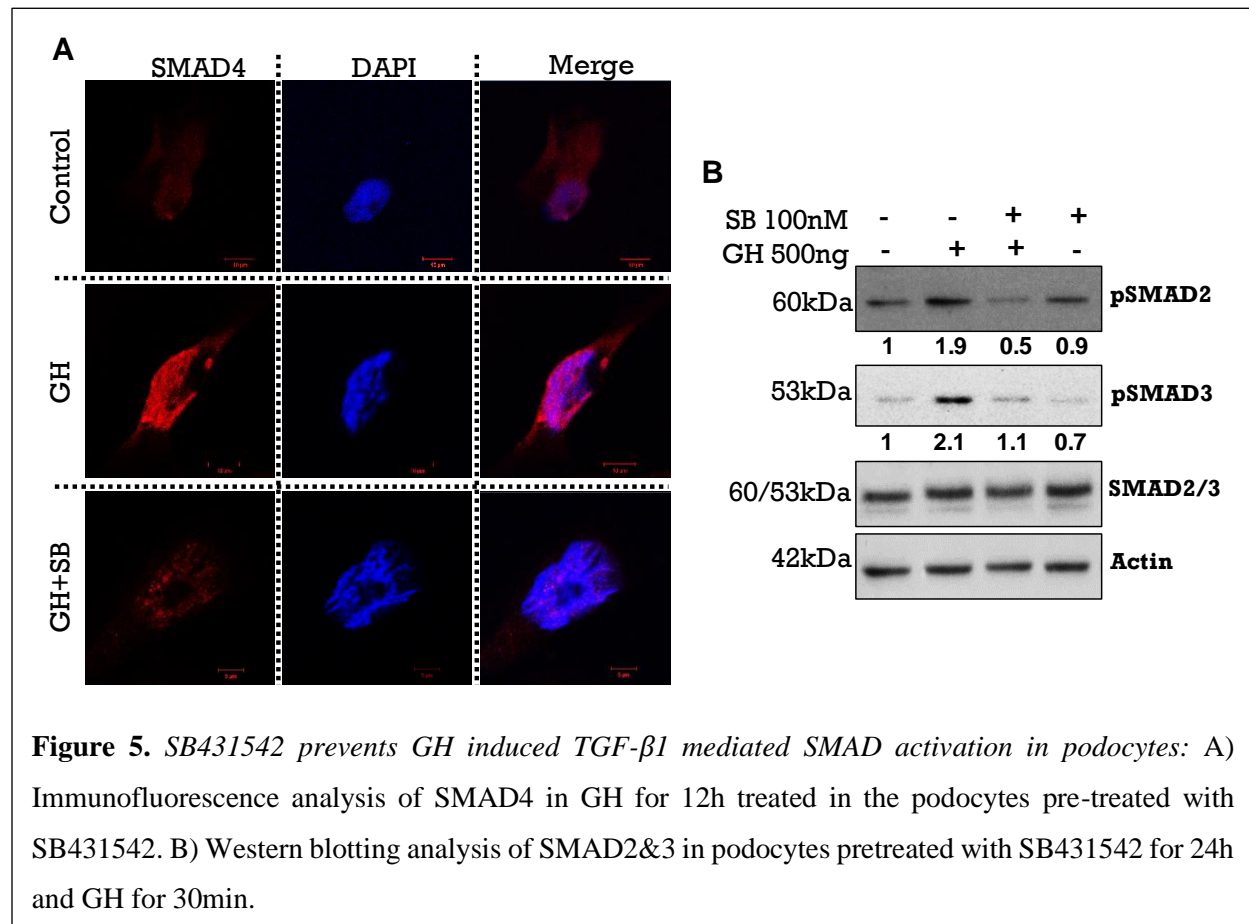 A
SMAD4 DAPI Merge
Control
GH
GH+SB
B
SB 100nM - - + +
GH 500ng - + + -
60kDa pSMAD2
1 1.9 0.5 0.9
53kDa pSMAD3
1 2.1 1.1 0.7
60/53kDa SMAD2/3
42kDa Actin
Figure 5. SB431542 prevents GH induced TGF-β1 mediated SMAD activation in podocytes: A)
Immunofluorescence analysis of SMAD4 in GH for 12h treated in the podocytes pre-treated with
SB431542. B) Western blotting analysis of SMAD2&3 in podocytes pretreated with SB431542 for 24h
and GH for 30min.